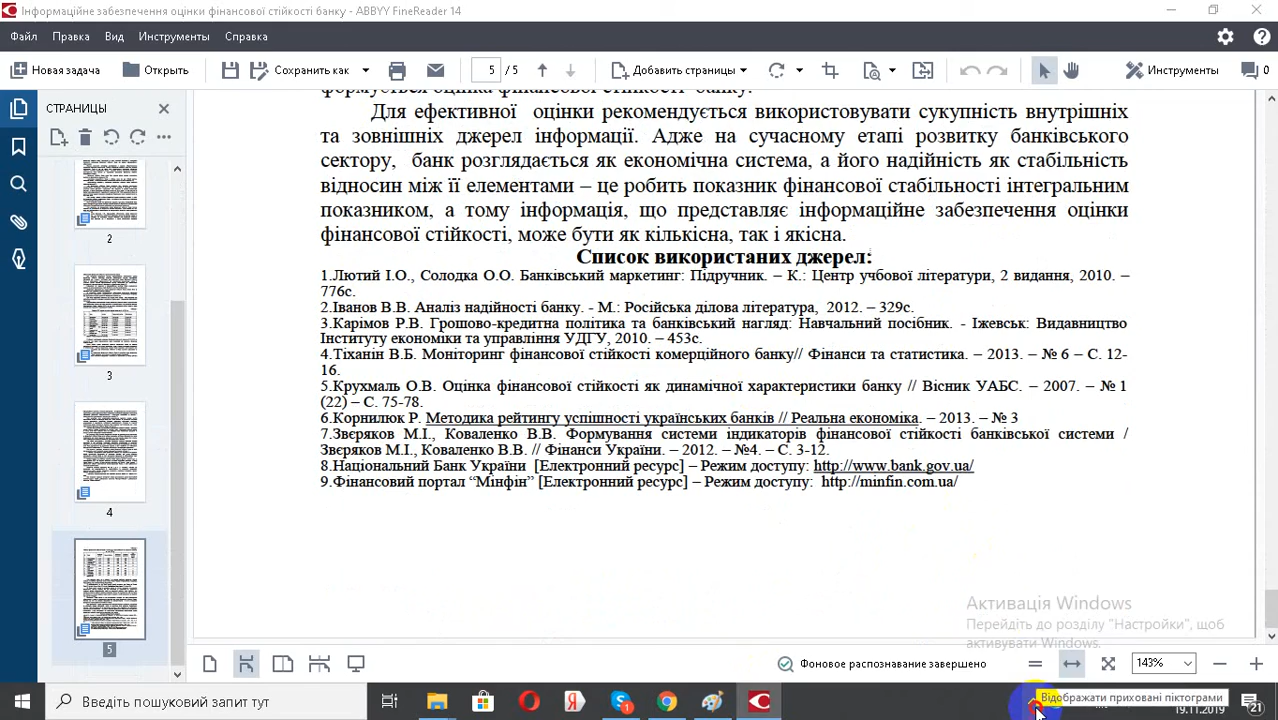 Інформаційне забезпечення оцінки фінансової стійкості банку - ABBYY FineReader 14
Файл Правка Вид Инструменты Справка
Новая задача Открыть Сохранить как 5 / 5 Добавить страницы Инструменты 0
СТРАНИЦЫ
2
3
4
5
формується оцінка фінансової стійкості банку.
Для ефективної оцінки рекомендується використовувати сукупність внутрішніх
та зовнішніх джерел інформації. Адже на сучасному етапі розвитку банківського
сектору, банк розглядається як економічна система, а його надійність як стабільність
відносин між її елементами – це робить показник фінансової стабільності інтегральним
показником, а тому інформація, що представляє інформаційне забезпечення оцінки
фінансової стійкості, може бути як кількісна, так і якісна.
Список використаних джерел:
1.Лютий І.О., Солодка О.О. Банківський маркетинг: Підручник. – К.: Центр учбової літератури, 2 видання, 2010. –
776с.
2.Іванов В.В. Аналіз надійності банку. - М.: Російська ділова література, 2012. – 329с.
3.Карімов Р.В. Грошово-кредитна політика та банківський нагляд: Навчальний посібник. - Іжевськ: Видавництво
Інституту економіки та управління УДГУ, 2010. – 453с.
4.Тіханін В.Б. Моніторинг фінансової стійкості комерційного банку// Фінанси та статистика. – 2013. – № 6 – С. 12-
16.
5.Крухмаль О.В. Оцінка фінансової стійкості як динамічної характеристики банку // Вісник УАБС. – 2007. – № 1
(22) – С. 75-78.
6.Корнилюк Р. Методика рейтингу успішності українських банків // Реальна економіка. – 2013. – № 3
7.Звєряков М.І., Коваленко В.В. Формування системи індикаторів фінансової стійкості банківської системи /
Звєряков М.І., Коваленко В.В. // Фінанси України. – 2012. – №4. – С. 3-12.
8.Національний Банк України [Електронний ресурс] – Режим доступу: http://www.bank.gov.ua/
9.Фінансовий портал “Мінфін” [Електронний ресурс] – Режим доступу: http://minfin.com.ua/
Активація Windows
Перейдіть до розділу "Настройки", щоб
активувати Windows.
Фоновое распознавание завершено 143%
Введіть пошуковий запит тут
Відображати приховані піктограми
19.11.2019
21